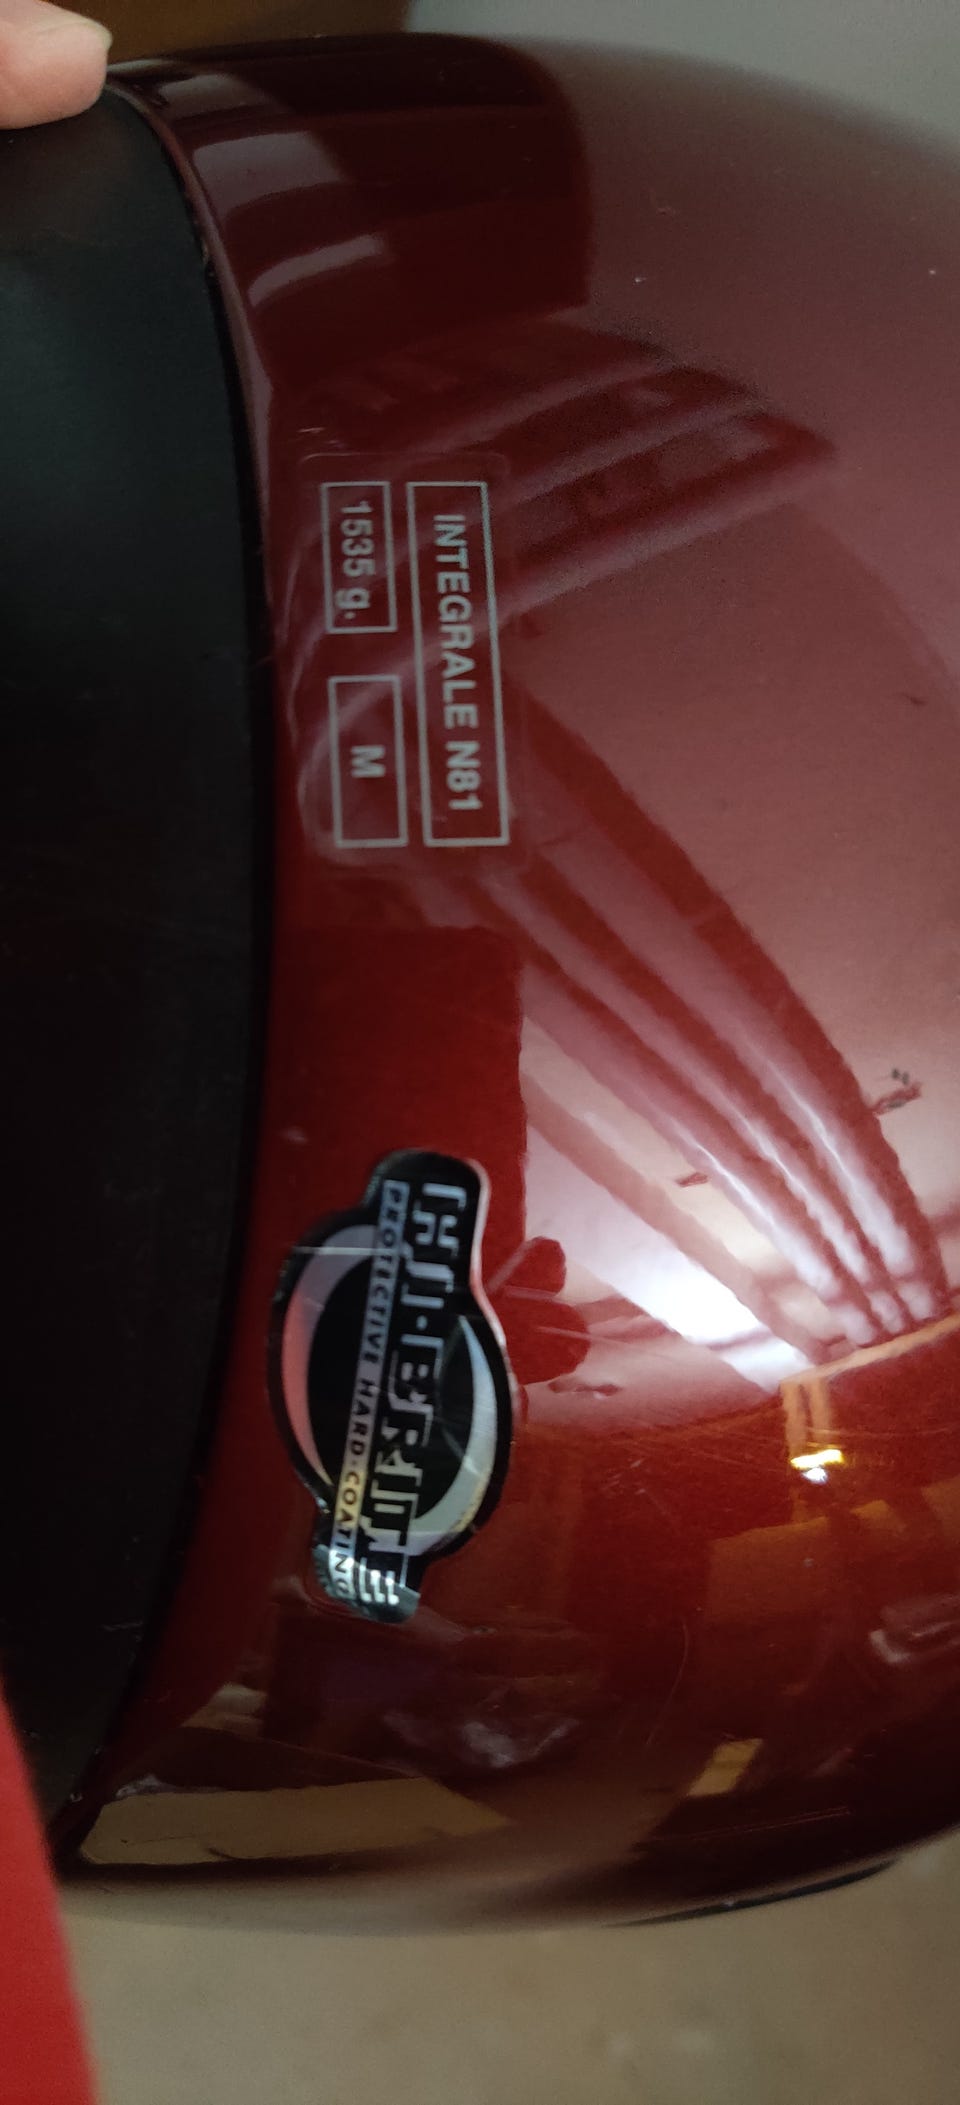 INTEGRALE N81
1535 g. M
HI·BRITE
PROTECTIVE HARD·COATING